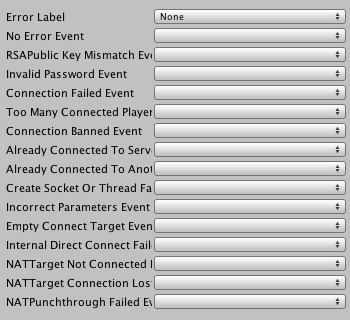 Error Label None
No Error Event
RSAPublic Key Mismatch Eve
Invalid Password Event
Connection Failed Event
Too Many Connected Player
Connection Banned Event
Already Connected To Serv
Already Connected To Anot
Create Socket Or Thread Fa
Incorrect Parameters Event
Empty Connect Target Even
Internal Direct Connect Fail
NATTarget Not Connected
NATTarget Connection Los
NATPunchthrough Failed Ev